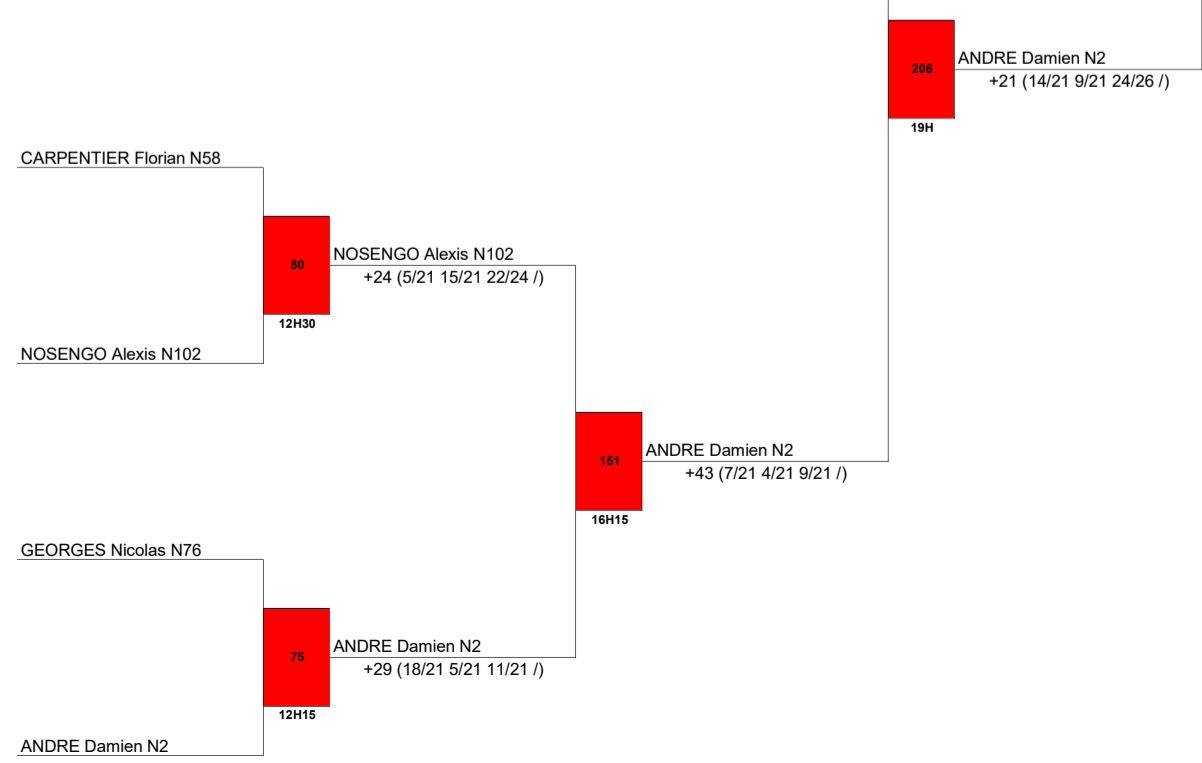 ANDRE Damien N2
206
+21 (14/21 9/21 24/26 /)
19H
CARPENTIER Florian N58
NOSENGO Alexis N102
80
+24 (5/21 15/21 22/24 /)
12H30
NOSENGO Alexis N102
ANDRE Damien N2
151
+43 (7/21 4/21 9/21 /)
16H15
GEORGES Nicolas N76
ANDRE Damien N2
75
+29 (18/21 5/21 11/21 /)
12H15
ANDRE Damien N2